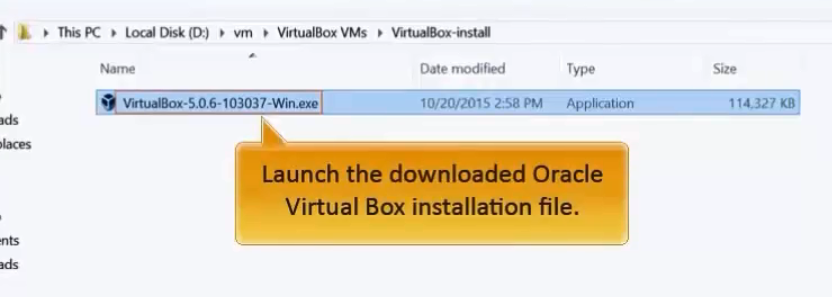 This PC ▸ Local Disk (D:) ▸ vm ▸ VirtualBox VMs ▸ VirtualBox-install
Name Date modified Type Size
VirtualBox-5.0.6-103037-Win.exe 10/20/2015 2:58 PM Application 114,327 KB
ads
places
Launch the downloaded Oracle
Virtual Box installation file.
ents
ads